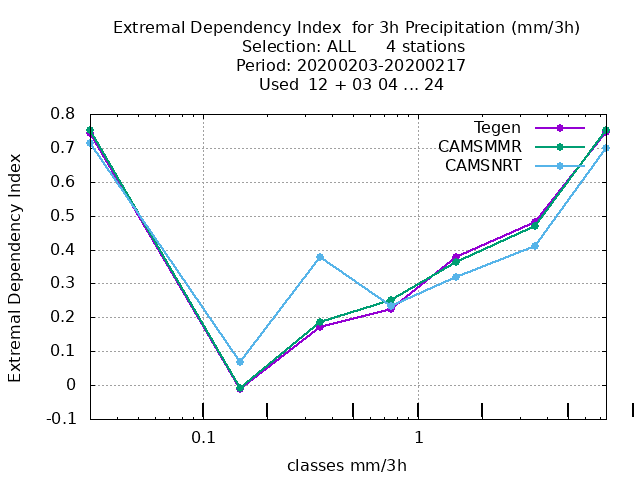 Extremal Dependency Index  for 3h Precipitation (mm/3h)
Selection: ALL      4 stations
Period: 20200203-20200217
Used  12 + 03 04 ... 24
Tegen
CAMSMMR
CAMSNRT
0.8
0.7
0.6
0.5
0.4
0.3
0.2
0.1
0
-0.1
Extremal Dependency Index
0.1
1
classes mm/3h